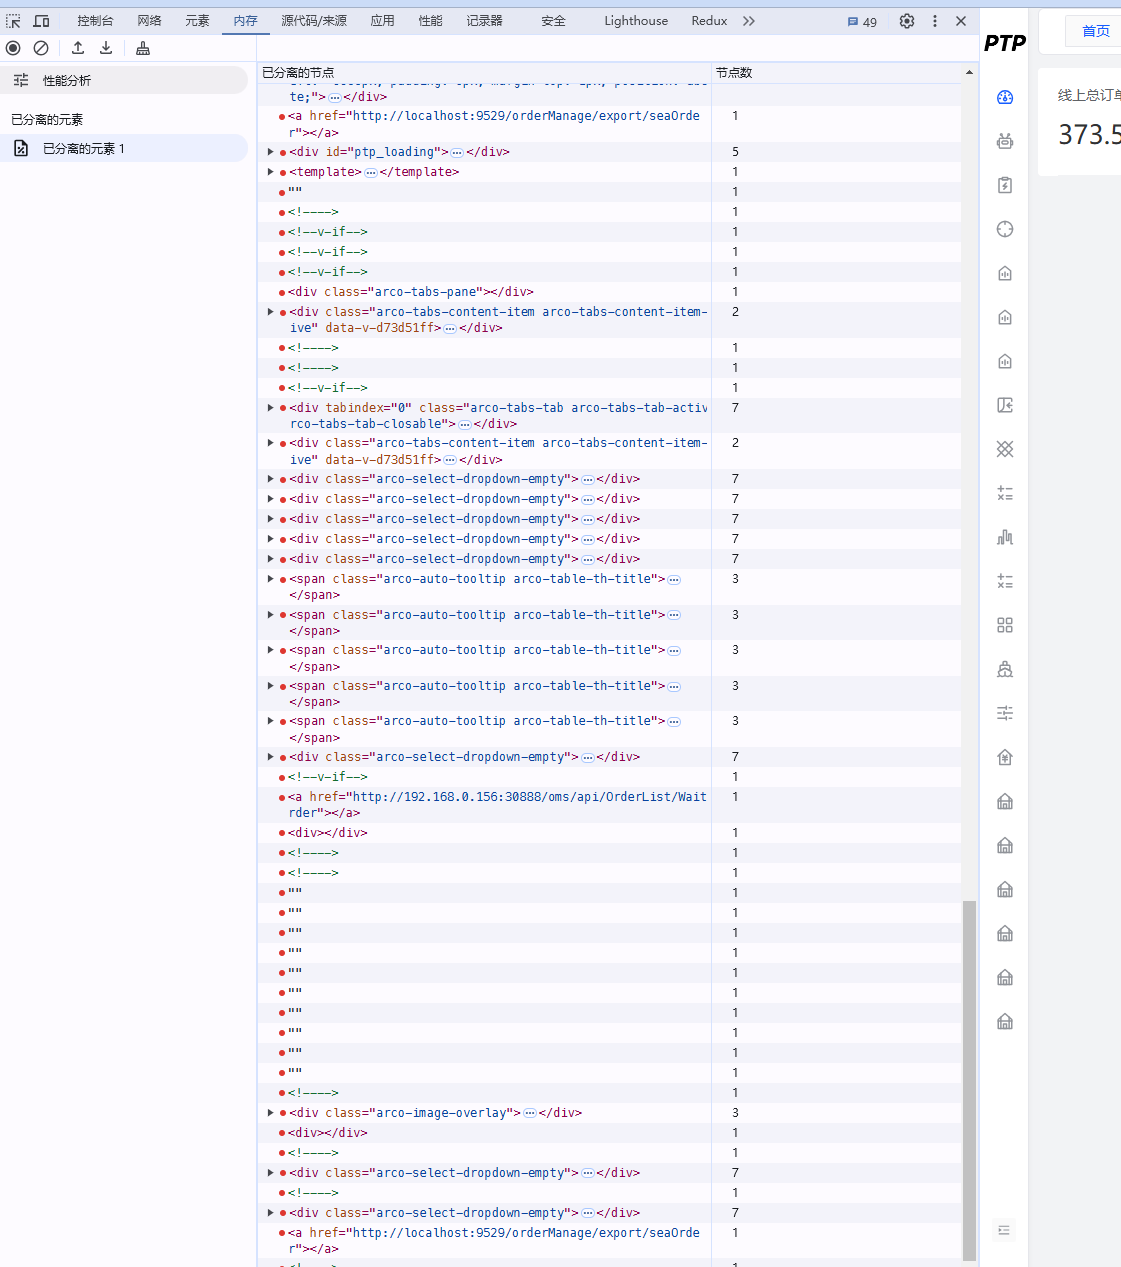 控制台 网络 元素 内存 源代码/来源 应用 性能 记录器 安全 Lighthouse Redux 49
PTP
首页
性能分析
已分离的节点 节点数
te;">…</div>
已分离的元素
<a href="http://localhost:9529/orderManage/export/seaOrde 1
r"></a>
已分离的元素 1
线上总订单
373.5
<div id="ptp_loading">…</div> 5
<template>…</template> 1
"" 1
<!----> 1
<!--v-if--> 1
<!--v-if--> 1
<!--v-if--> 1
<div class="arco-tabs-pane"></div> 1
<div class="arco-tabs-content-item arco-tabs-content-item- 2
ive" data-v-d73d51ff>…</div>
<!----> 1
<!----> 1
<!--v-if--> 1
<div tabindex="0" class="arco-tabs-tab arco-tabs-tab-activ 7
rco-tabs-tab-closable">…</div>
<div class="arco-tabs-content-item arco-tabs-content-item- 2
ive" data-v-d73d51ff>…</div>
<div class="arco-select-dropdown-empty">…</div> 7
<div class="arco-select-dropdown-empty">…</div> 7
<div class="arco-select-dropdown-empty">…</div> 7
<div class="arco-select-dropdown-empty">…</div> 7
<div class="arco-select-dropdown-empty">…</div> 7
<span class="arco-auto-tooltip arco-table-th-title">… 3
</span>
<span class="arco-auto-tooltip arco-table-th-title">… 3
</span>
<span class="arco-auto-tooltip arco-table-th-title">… 3
</span>
<span class="arco-auto-tooltip arco-table-th-title">… 3
</span>
<span class="arco-auto-tooltip arco-table-th-title">… 3
</span>
<div class="arco-select-dropdown-empty">…</div> 7
<!--v-if--> 1
<a href="http://192.168.0.156:30888/oms/api/OrderList/Wait 1
rder"></a>
<div></div> 1
<!----> 1
<!----> 1
"" 1
"" 1
"" 1
"" 1
"" 1
"" 1
"" 1
"" 1
"" 1
"" 1
<!----> 1
<div class="arco-image-overlay">…</div> 3
<div></div> 1
<!----> 1
<div class="arco-select-dropdown-empty">…</div> 7
<!----> 1
<div class="arco-select-dropdown-empty">…</div> 7
<a href="http://localhost:9529/orderManage/export/seaOrde 1
r"></a>